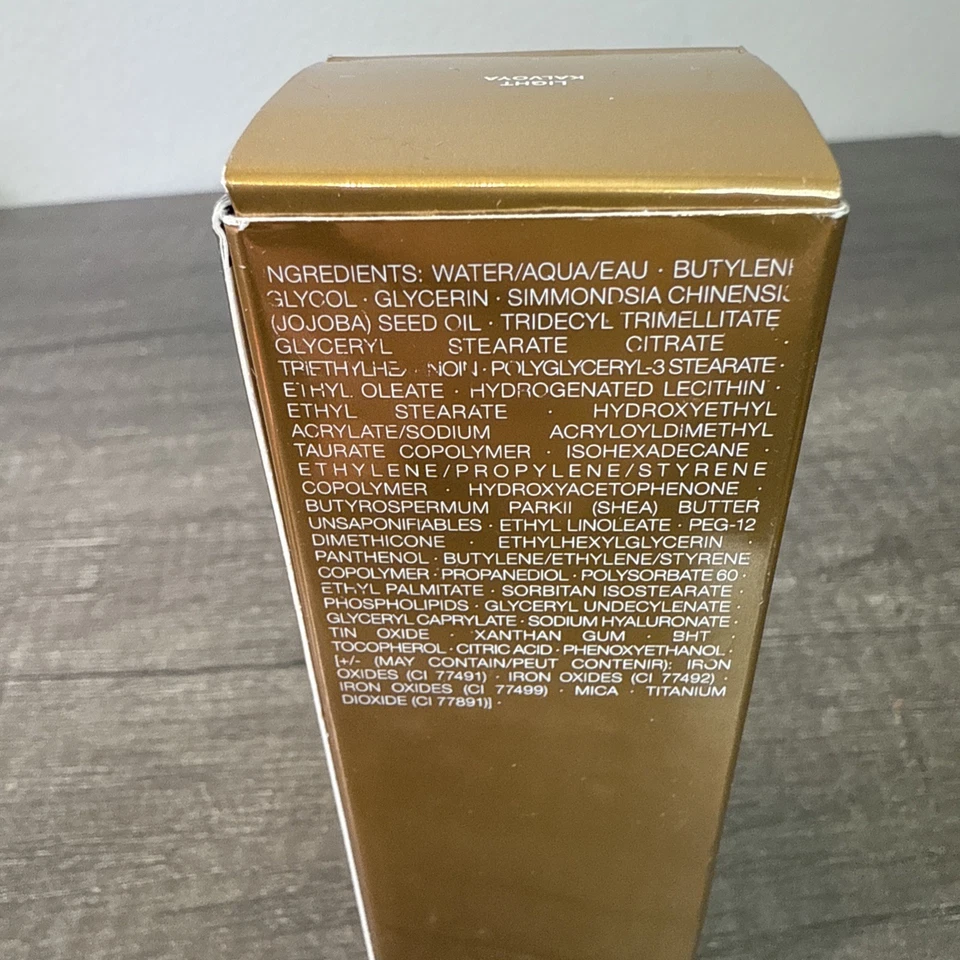 LIGHT
KALVOYA
NGREDIENTS: WATER/AQUA/EAU · BUTYLENE
GLYCOL · GLYCERIN · SIMMONDSIA CHINENSIS
(JOJOBA) SEED OIL · TRIDECYL TRIMELLITATE
GLYCERYL STEARATE CITRATE
NOIN · POLYGLYCERYL-3 STEARATE ·
ETHYL OLEATE · HYDROGENATED LECITHIN ·
ETHYL STEARATE · HYDROXYETHYL
ACRYLATE/SODIUM ACRYLOYLDIMETHYL
TAURATE COPOLYMER · ISOHEXADECANE ·
ETHYLENE/PROPYLENE/STYRENE
COPOLYMER · HYDROXYACETOPHENONE ·
BUTYROSPERMUM PARKII (SHEA) BUTTER
UNSAPONIFIABLES · ETHYL LINOLEATE · PEG-12
DIMETHICONE · ETHYLHEXYLGLYCERIN ·
PANTHENOL · BUTYLENE/ETHYLENE/STYRENE
COPOLYMER · PROPANEDIOL · POLYSORBATE 60 ·
ETHYL PALMITATE · SORBITAN ISOSTEARATE ·
PHOSPHOLIPIDS · GLYCERYL UNDECYLENATE ·
GLYCERYL CAPRYLATE · SODIUM HYALURONATE ·
TIN OXIDE · XANTHAN GUM · BHT ·
TOCOPHEROL · CITRIC ACID · PHENOXYETHANOL ·
[+/- (MAY CONTAIN/PEUT CONTENIR): IRON
OXIDES (CI 77491) · IRON OXIDES (CI 77492) ·
IRON OXIDES (CI 77499) · MICA · TITANIUM
DIOXIDE (CI 77891)] ·